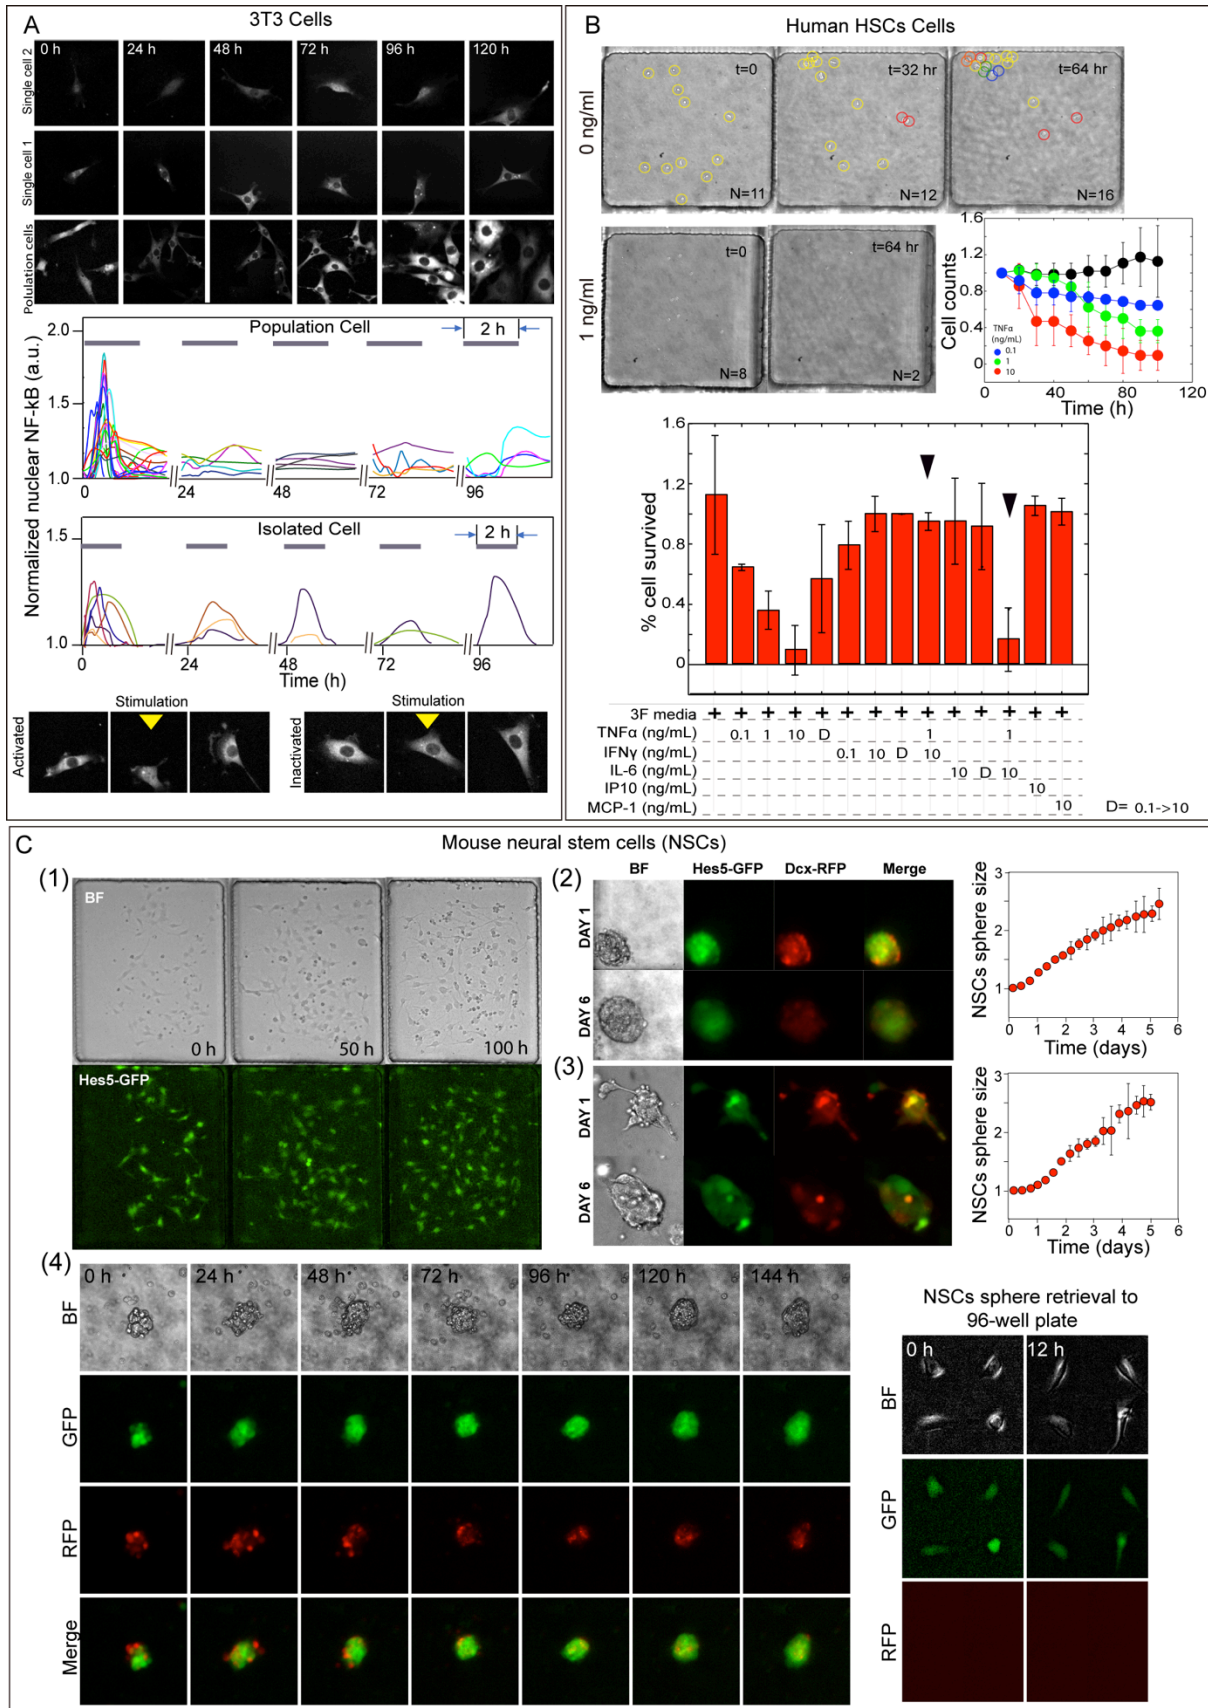 A
3T3 Cells
0 h
24 h
48 h
72 h
96 h
120 h
Single cell 2
Single cell 1
Polulation cells
Normalized nuclear NF-kB (a.u.)
2.0
1.5
1.0
Population Cell
2 h
0
24
48
72
96
1.5
1.0
Isolated Cell
2 h
0
24
48
72
96
Time (h)
Stimulation
Stimulation
Activated
Inactivated
B
Human HSCs Cells
0 ng/ml
t=0
N=11
t=32 hr
N=12
t=64 hr
N=16
1 ng/ml
t=0
N=8
t=64 hr
N=2
Cell counts
1.6
1.2
0.8
0.4
0
TNFα
(ng/mL)
0.1
1
10
0
40
80
120
Time (h)
% cell survived
1.6
1.2
0.8
0.4
0
3F media + + + + + + + + + + + + + +
TNFα (ng/mL) 0.1 1 10 D 1 1
IFNγ (ng/mL) 0.1 10 D 10
IL-6 (ng/mL) 10 D 10
IP10 (ng/mL) 10
MCP-1 (ng/mL) 10
D= 0.1->10
C
Mouse neural stem cells (NSCs)
(1)
BF
0 h
50 h
100 h
Hes5-GFP
(2)
BF
Hes5-GFP
Dcx-RFP
Merge
DAY 1
DAY 6
NSCs sphere size
3
2
1
0 1 2 3 4 5 6
Time (days)
(3)
DAY 1
DAY 6
NSCs sphere size
3
2
1
0 1 2 3 4 5 6
Time (days)
(4)
0 h
24 h
48 h
72 h
96 h
120 h
144 h
BF
GFP
RFP
Merge
NSCs sphere retrieval to
96-well plate
0 h
12 h
BF
GFP
RFP